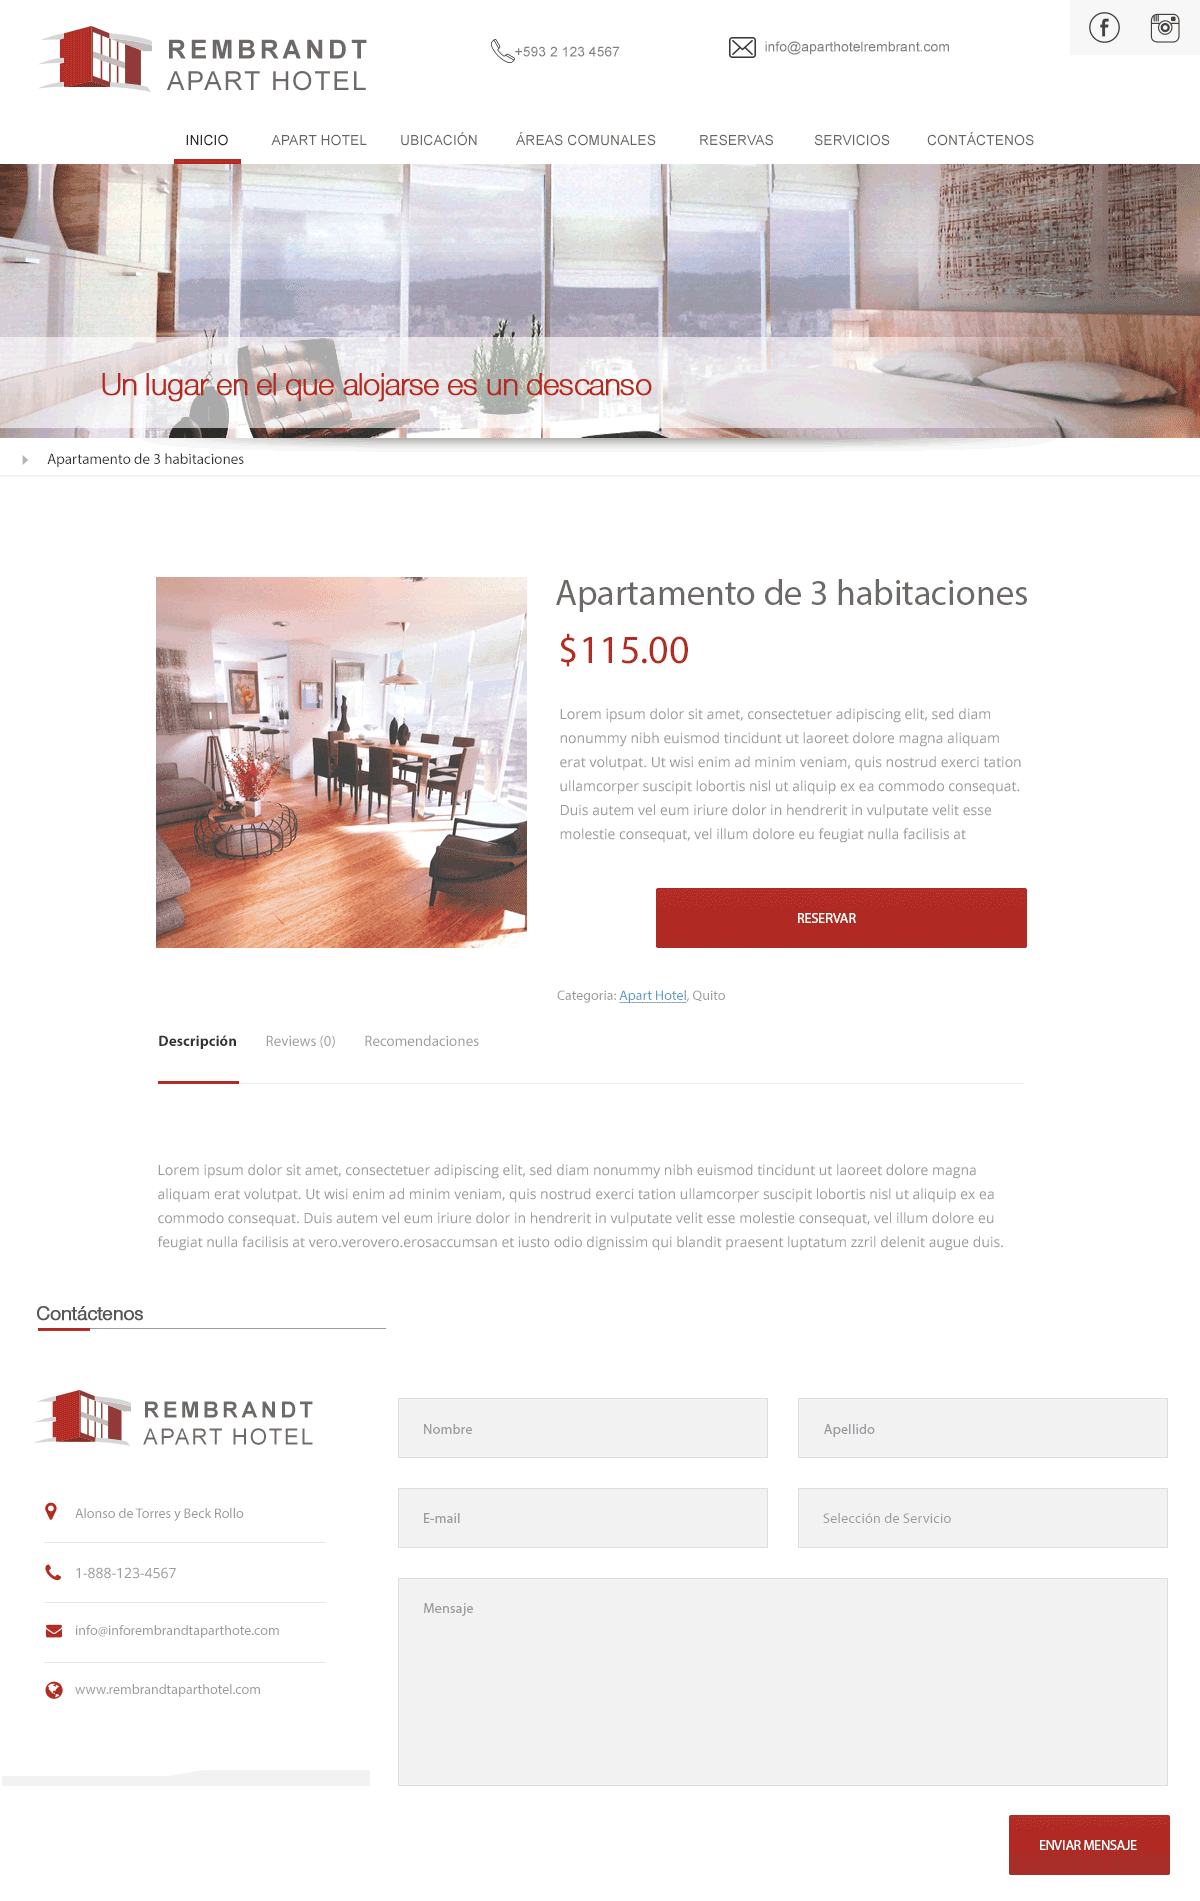 REMBRANDT
APART HOTEL
+593 2 123 4567
info@aparthotelrembrant.com
INICIO APART HOTEL UBICACIÓN ÁREAS COMUNALES RESERVAS SERVICIOS CONTÁCTENOS
Un lugar en el que alojarse es un descanso
Apartamento de 3 habitaciones
Apartamento de 3 habitaciones
$115.00
Lorem ipsum dolor sit amet, consectetuer adipiscing elit, sed diam
nonummy nibh euismod tincidunt ut laoreet dolore magna aliquam
erat volutpat. Ut wisi enim ad minim veniam, quis nostrud exerci tation
ullamcorper suscipit lobortis nisl ut aliquip ex ea commodo consequat.
Duis autem vel eum iriure dolor in hendrerit in vulputate velit esse
molestie consequat, vel illum dolore eu feugiat nulla facilisis at
RESERVAR
Categoria: Apart Hotel, Quito
Descripción Reviews (0) Recomendaciones
Lorem ipsum dolor sit amet, consectetuer adipiscing elit, sed diam nonummy nibh euismod tincidunt ut laoreet dolore magna
aliquam erat volutpat. Ut wisi enim ad minim veniam, quis nostrud exerci tation ullamcorper suscipit lobortis nisl ut aliquip ex ea
commodo consequat. Duis autem vel eum iriure dolor in hendrerit in vulputate velit esse molestie consequat, vel illum dolore eu
feugiat nulla facilisis at vero.verovero.erosaccumsan et iusto odio dignissim qui blandit praesent luptatum zzril delenit augue duis.
Contáctenos
REMBRANDT
APART HOTEL
Alonso de Torres y Beck Rollo
1-888-123-4567
info@inforembrandtaparthote.com
www.rembrandtaparthotel.com
Nombre
Apellido
E-mail
Selección de Servicio
Mensaje
ENVIAR MENSAJE